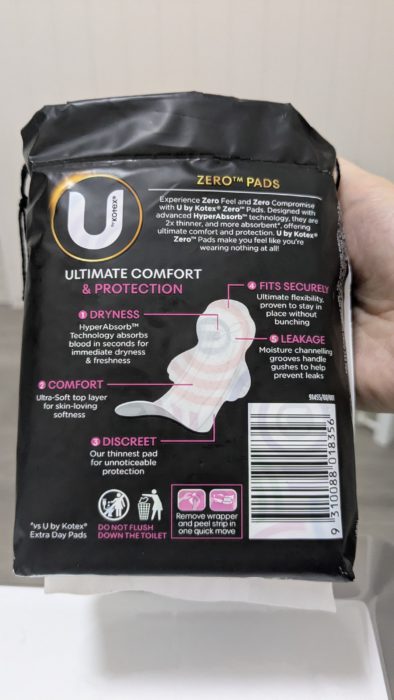 U
by KOTEX®
ZERO™ PADS
Experience Zero Feel and Zero Compromise
with U by Kotex® Zero™ Pads. Designed with
advanced HyperAbsorb™ technology, they are
2x thinner, and more absorbent*, offering
ultimate comfort and protection. U by Kotex®
Zero™ Pads make you feel like you're
wearing nothing at all!
ULTIMATE COMFORT
& PROTECTION
1 DRYNESS
HyperAbsorb™
Technology absorbs
blood in seconds for
immediate dryness
& freshness
2 COMFORT
Ultra-Soft top layer
for skin-loving
softness
3 DISCREET
Our thinnest pad
for unnoticeable
protection
4 FITS SECURELY
Ultimate flexibility,
proven to stay in
place without
bunching
5 LEAKAGE
Moisture channelling
grooves handle
gushes to help
prevent leaks
9 310088 018356
*vs U by Kotex®
Extra Day Pads
DO NOT FLUSH
DOWN THE TOILET
Remove wrapper
and peel strip in
one quick move